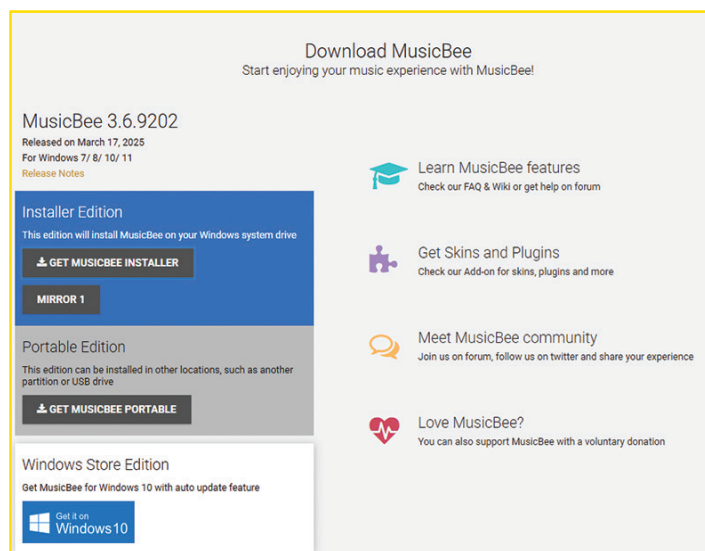 Download MusicBee
Start enjoying your music experience with MusicBee!
MusicBee 3.6.9202
Released on March 17, 2025
For Windows 7/ 8/ 10/ 11
Release Notes
Installer Edition
This edition will install MusicBee on your Windows system drive
GET MUSICBEE INSTALLER
MIRROR 1
Portable Edition
This edition can be installed in other locations, such as another
partition or USB drive
GET MUSICBEE PORTABLE
Windows Store Edition
Get MusicBee for Windows 10 with auto update feature
Get it on
Windows 10
Learn MusicBee features
Check our FAQ & Wiki or get help on forum
Get Skins and Plugins
Check our Add-on for skins, plugins and more
Meet MusicBee community
Join us on forum, follow us on twitter and share your experience
Love MusicBee?
You can also support MusicBee with a voluntary donation